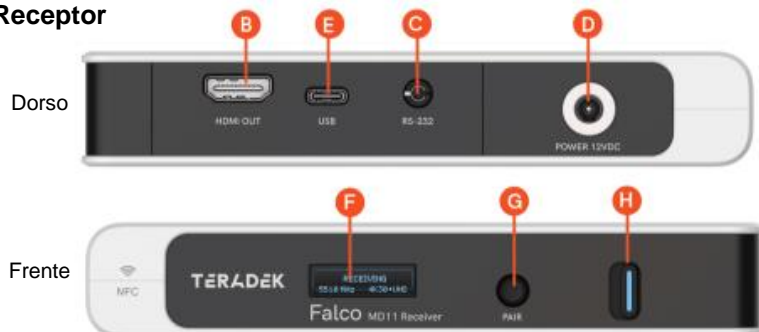 Receptor
B E C D
Dorso
HDMI OUT USB RS-232
POWER 12VDC
F G H
RECEIVING
Frente
NFC
TERADEK
Falco MD11 Receiver
PAIR